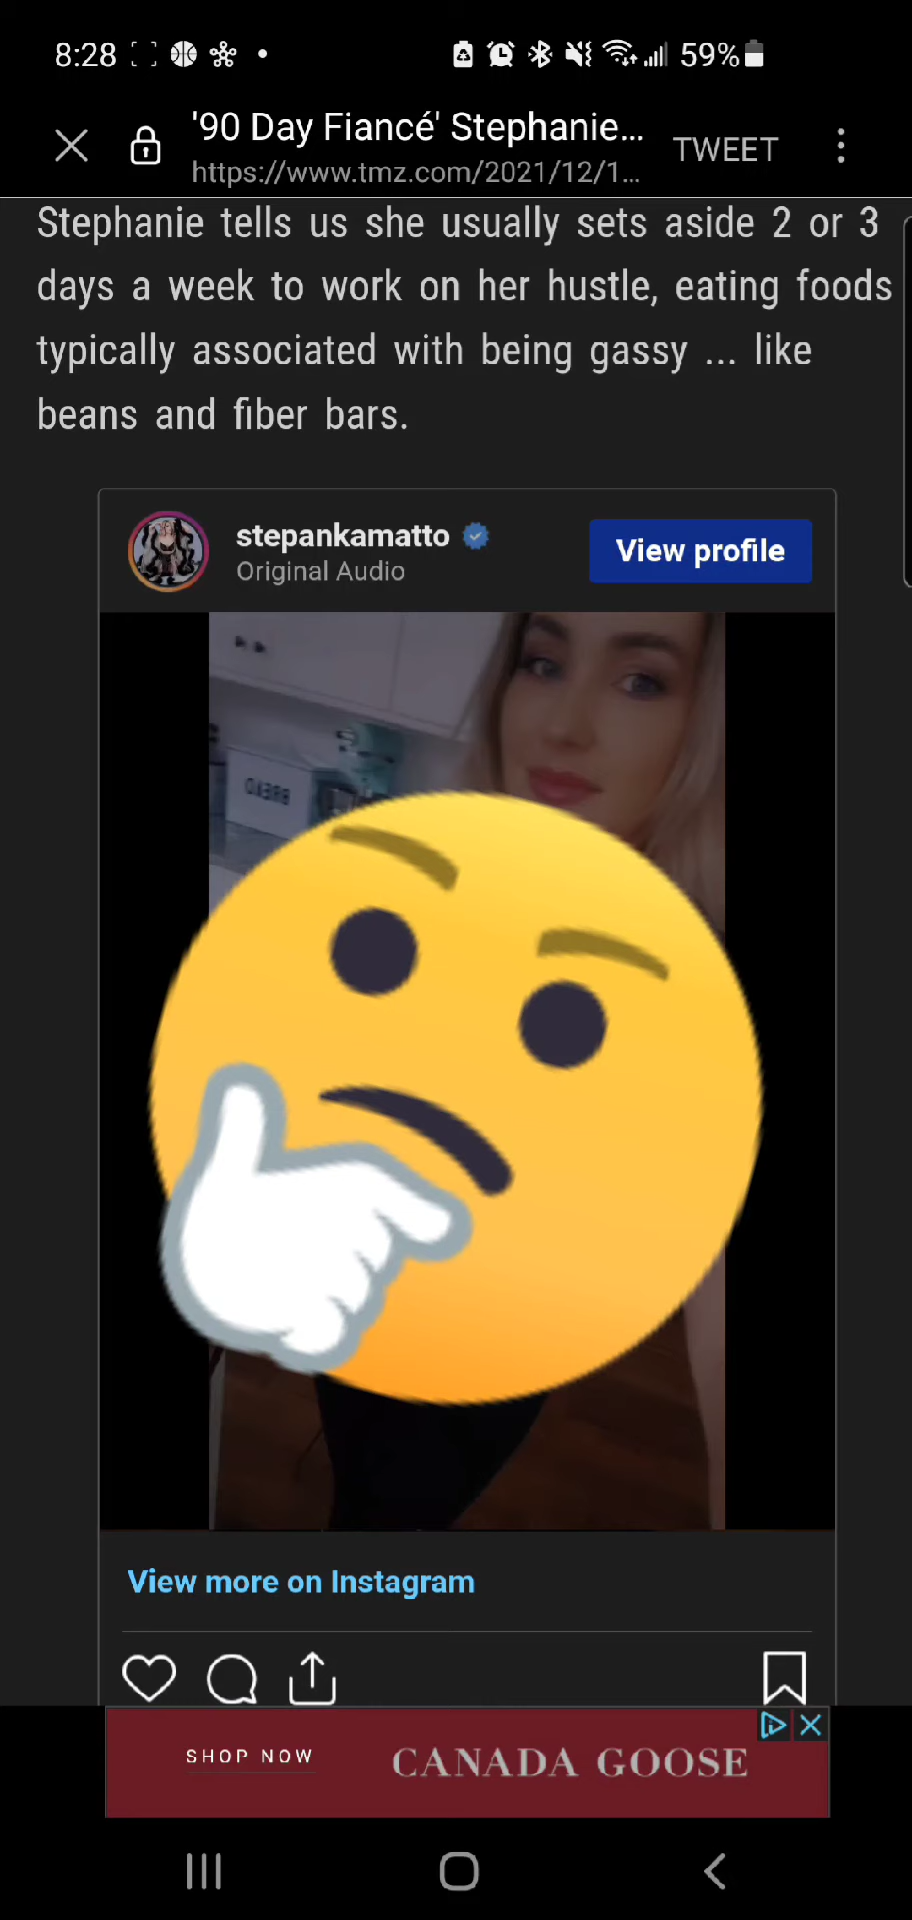 8:28
59%
'90 Day Fiancé' Stephanie...
https://www.tmz.com/2021/12/1...
TWEET
Stephanie tells us she usually sets aside 2 or 3
days a week to work on her hustle, eating foods
typically associated with being gassy ... like
beans and fiber bars.
stepankamatto
Original Audio
View profile
BREAD
View more on Instagram
SHOP NOW
CANADA GOOSE